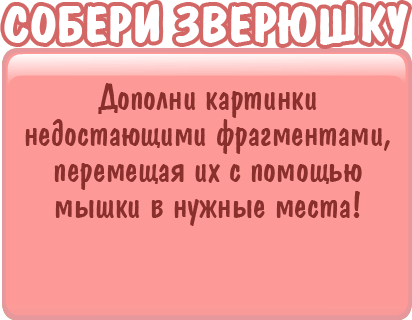 СОБЕРИ ЗВЕРЮШКУ
Дополни картинки
недостающими фрагментами,
перемещая их с помощью
мышки в нужные места!